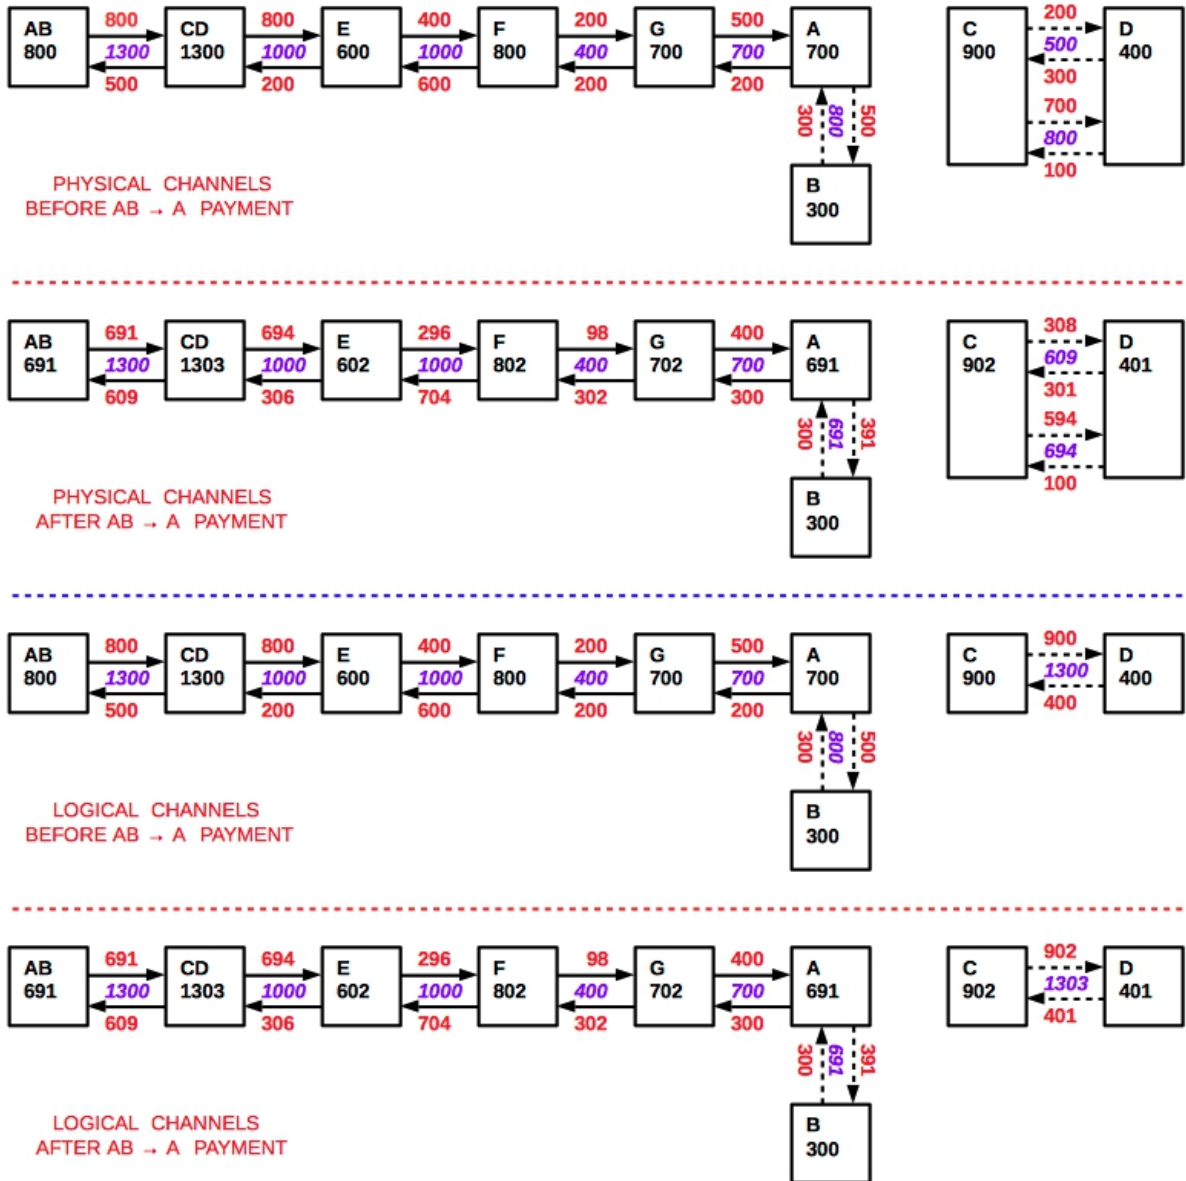 AB 800 CD 800 E 400 F 200 G 500 A C 200 D
800 1300 1300 1000 600 1000 800 400 700 700 700 900 500 400
500 200 600 200 200 300
700
300 800 500
800
100
PHYSICAL CHANNELS
BEFORE AB → A PAYMENT
B
300
AB 691 CD 694 E 296 F 98 G 400 A C 308 D
691 1300 1303 1000 602 1000 802 400 702 700 691 902 609 401
609 306 704 302 300 301
594
300 691 391
694
100
PHYSICAL CHANNELS
AFTER AB → A PAYMENT
B
300
AB 800 CD 800 E 400 F 200 G 500 A C 900 D
800 1300 1300 1000 600 1000 800 400 700 700 700 900 1300 400
500 200 600 200 200 400
300 800 500
LOGICAL CHANNELS
BEFORE AB → A PAYMENT
B
300
AB 691 CD 694 E 296 F 98 G 400 A C 902 D
691 1300 1303 1000 602 1000 802 400 702 700 691 902 1303 401
609 306 704 302 300 401
300 691 391
LOGICAL CHANNELS
AFTER AB → A PAYMENT
B
300